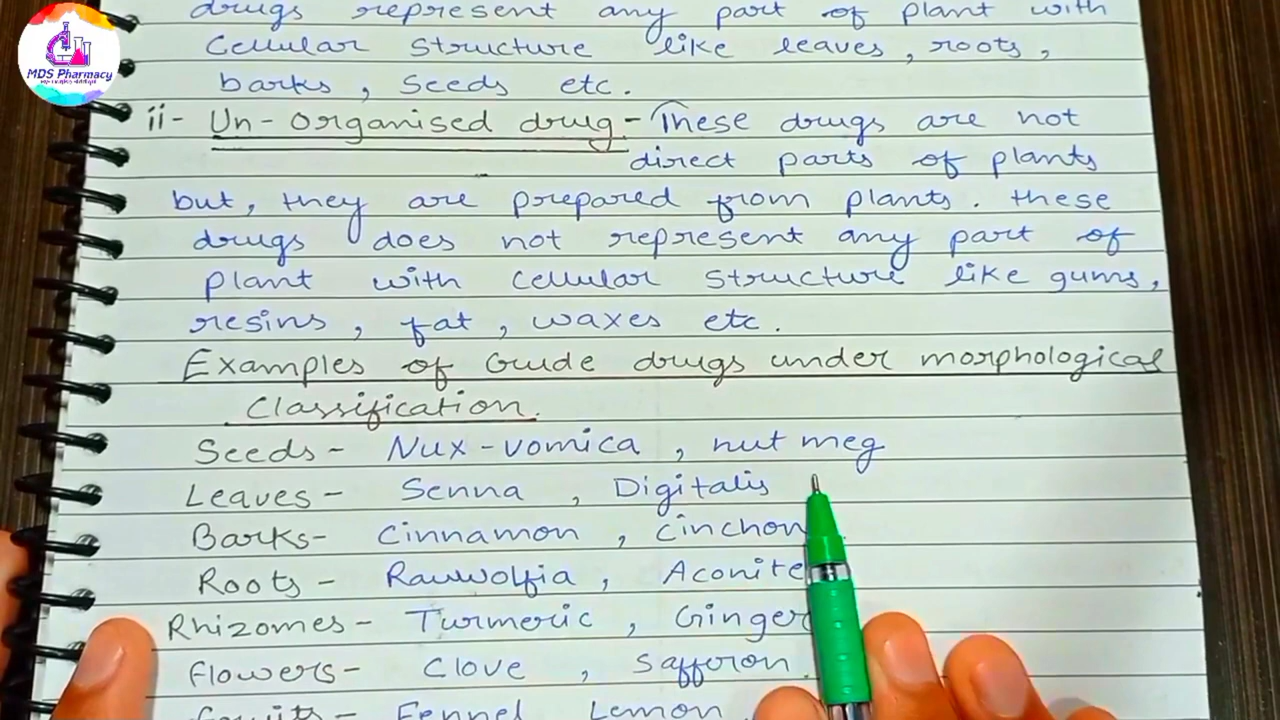 MDS Pharmacy
drugs represent any part of plant with
Cellular structure like leaves, roots,
barks, Seeds etc.
ii- Un-organised drug- These drugs are not
direct parts of plants
but, they are prepared from plants. these
drugs does not represent any part of
plant with cellular structure like gums,
resins, fat, waxes etc.
Examples of Crude drugs under morphological
Classification.
Seeds- Nux-vomica, nut meg
Leaves- Senna, Digitalis
Barks- Cinnamon, Cinchon
Roots- Rauwolfia, Aconite
Rhizomes- Turmeric, Ginger
Flowers- Clove, Safforon
Fruits- Fennel Lemon